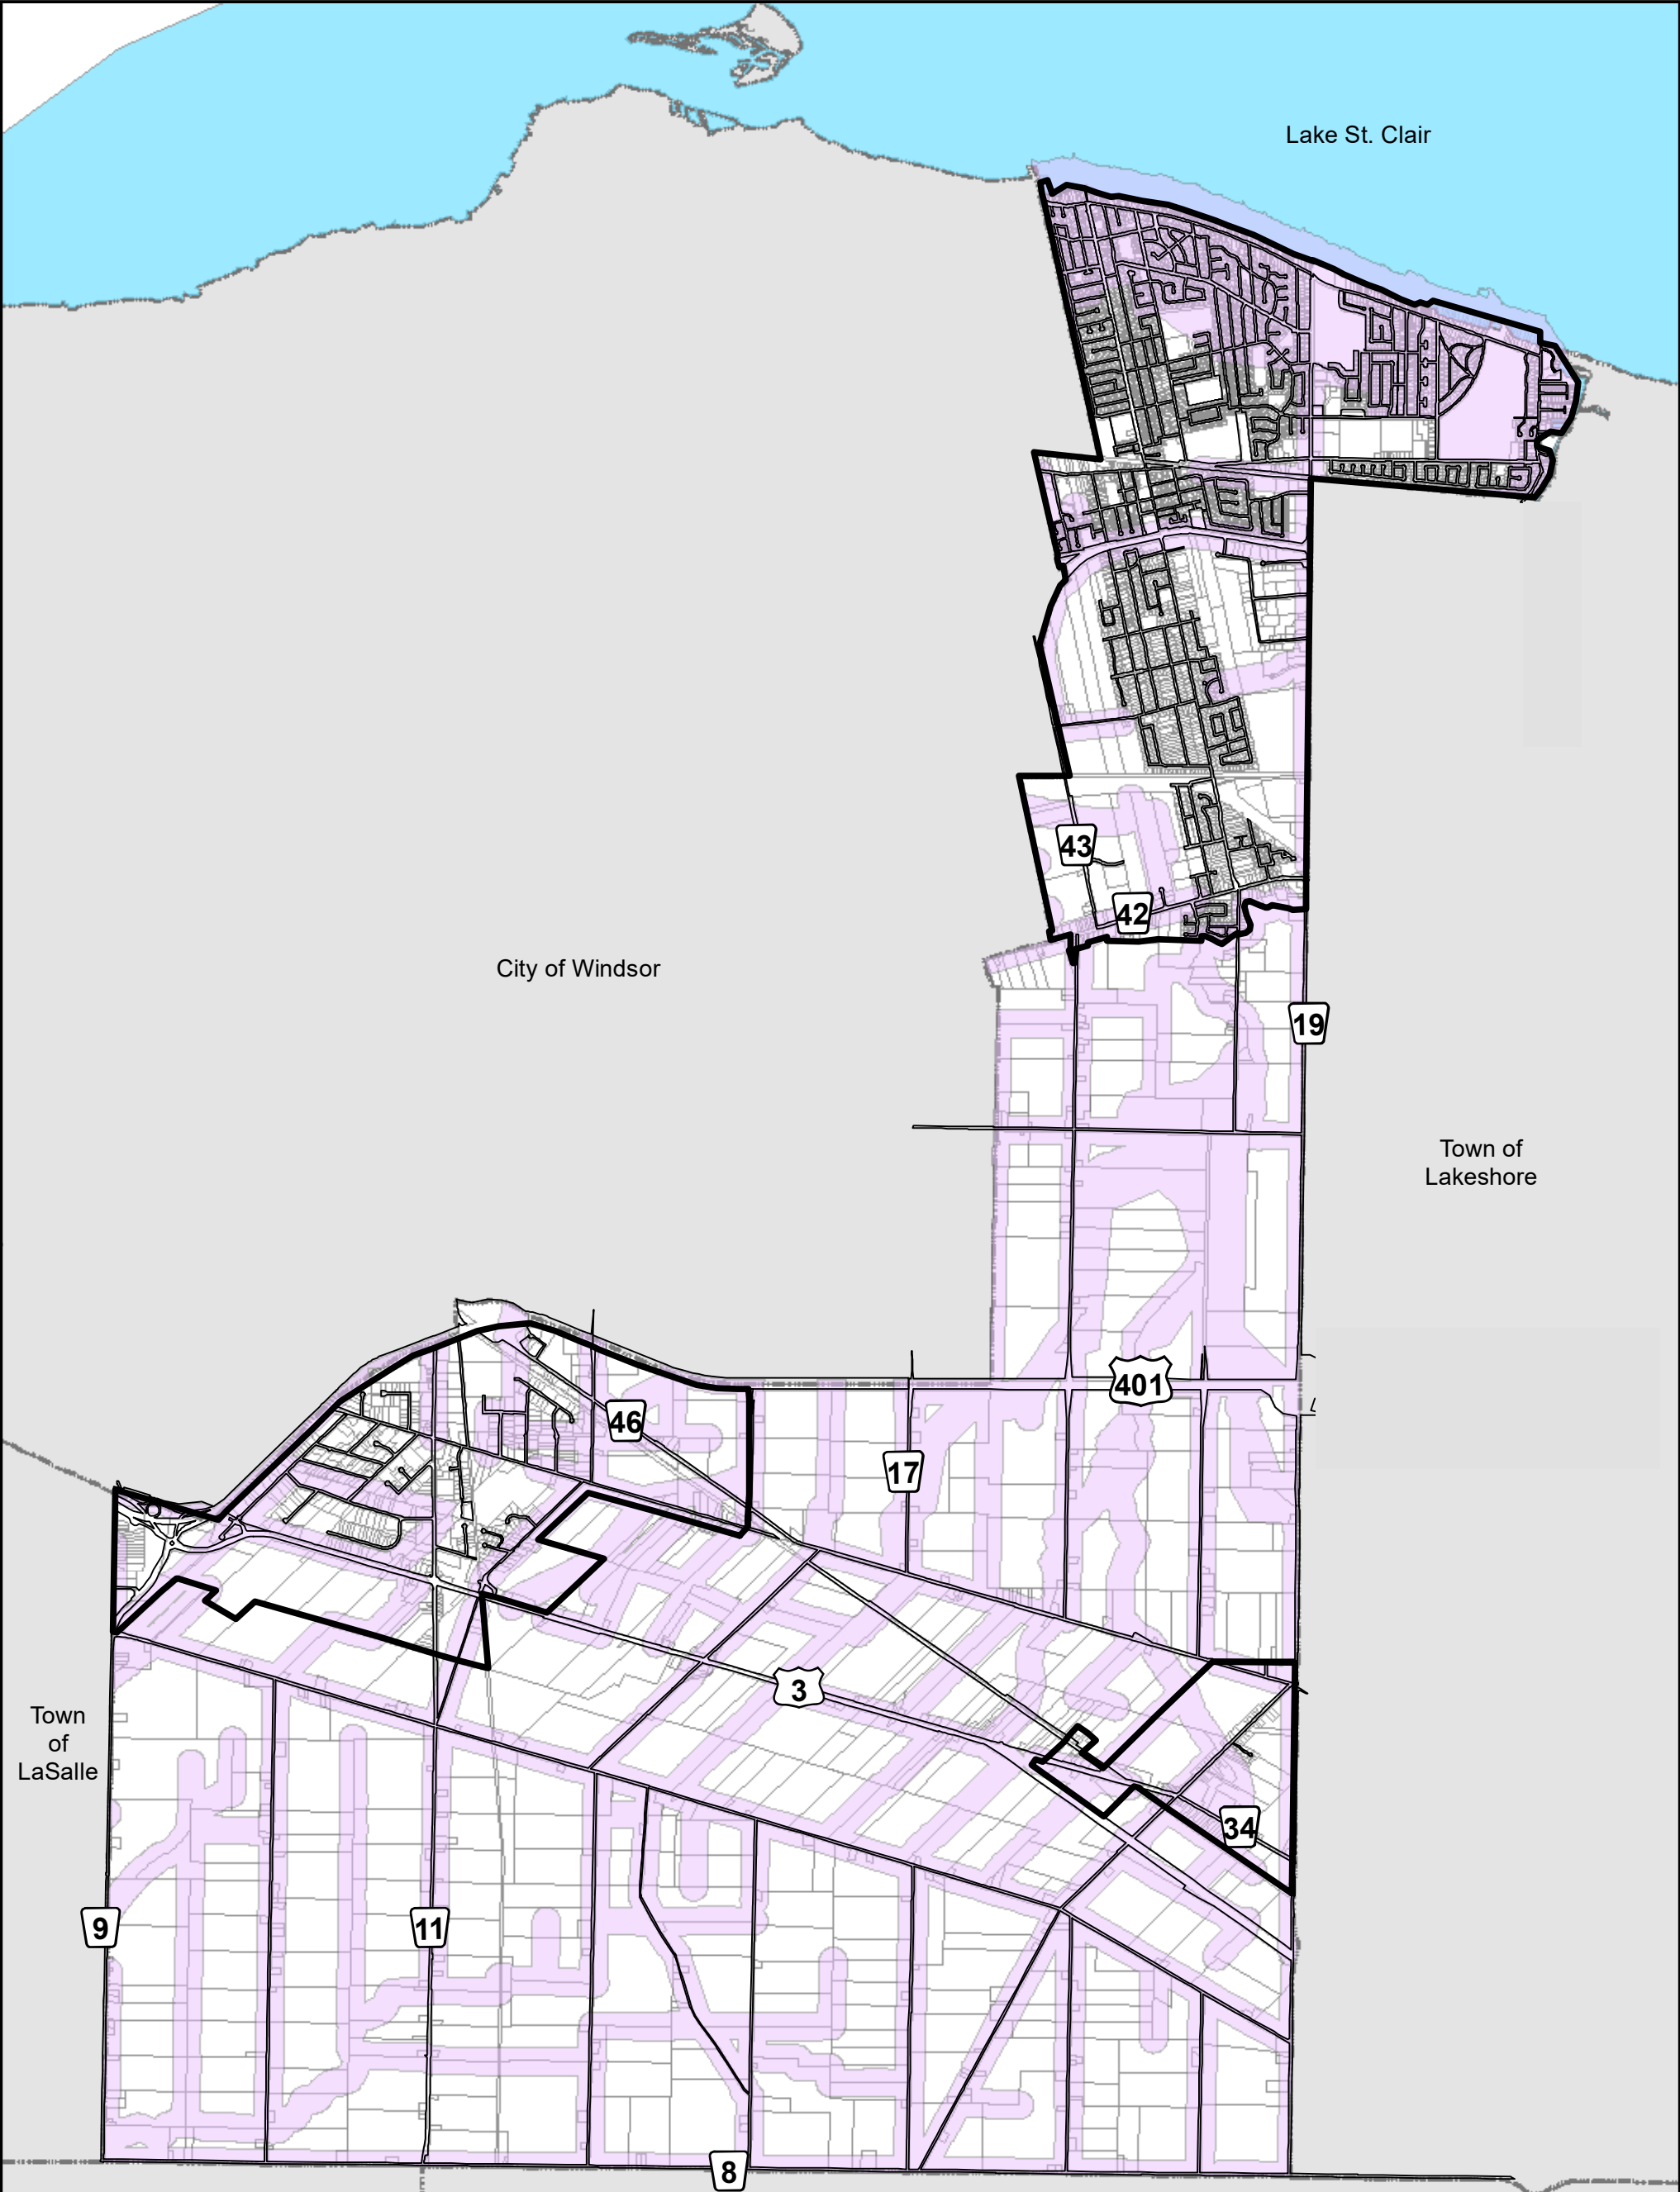 Lake St. Clair
43
42
City of Windsor
19
Town of
Lakeshore
401
46
17
3
Town
of
LaSalle
34
9
11
8